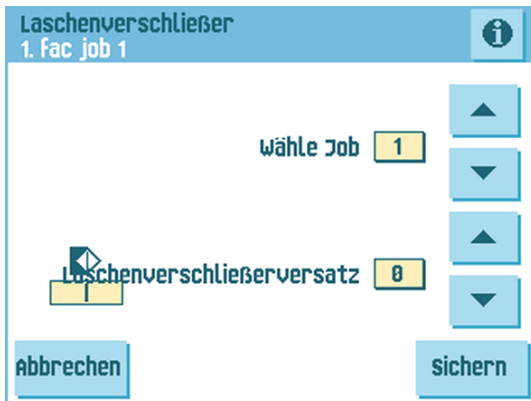 Laschenverschließer
1. Fac job 1
Wähle Job 1
Laschenverschließerversatz 0
Abbrechen
Sichern